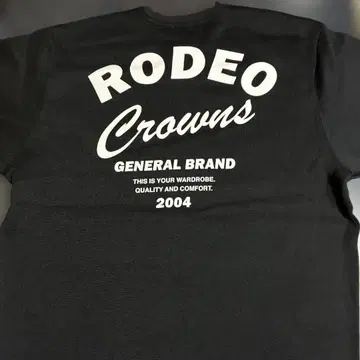 RODEO
Crowns
GENERAL BRAND
THIS IS YOUR WARDROBE.
QUALITY AND COMFORT.
2004